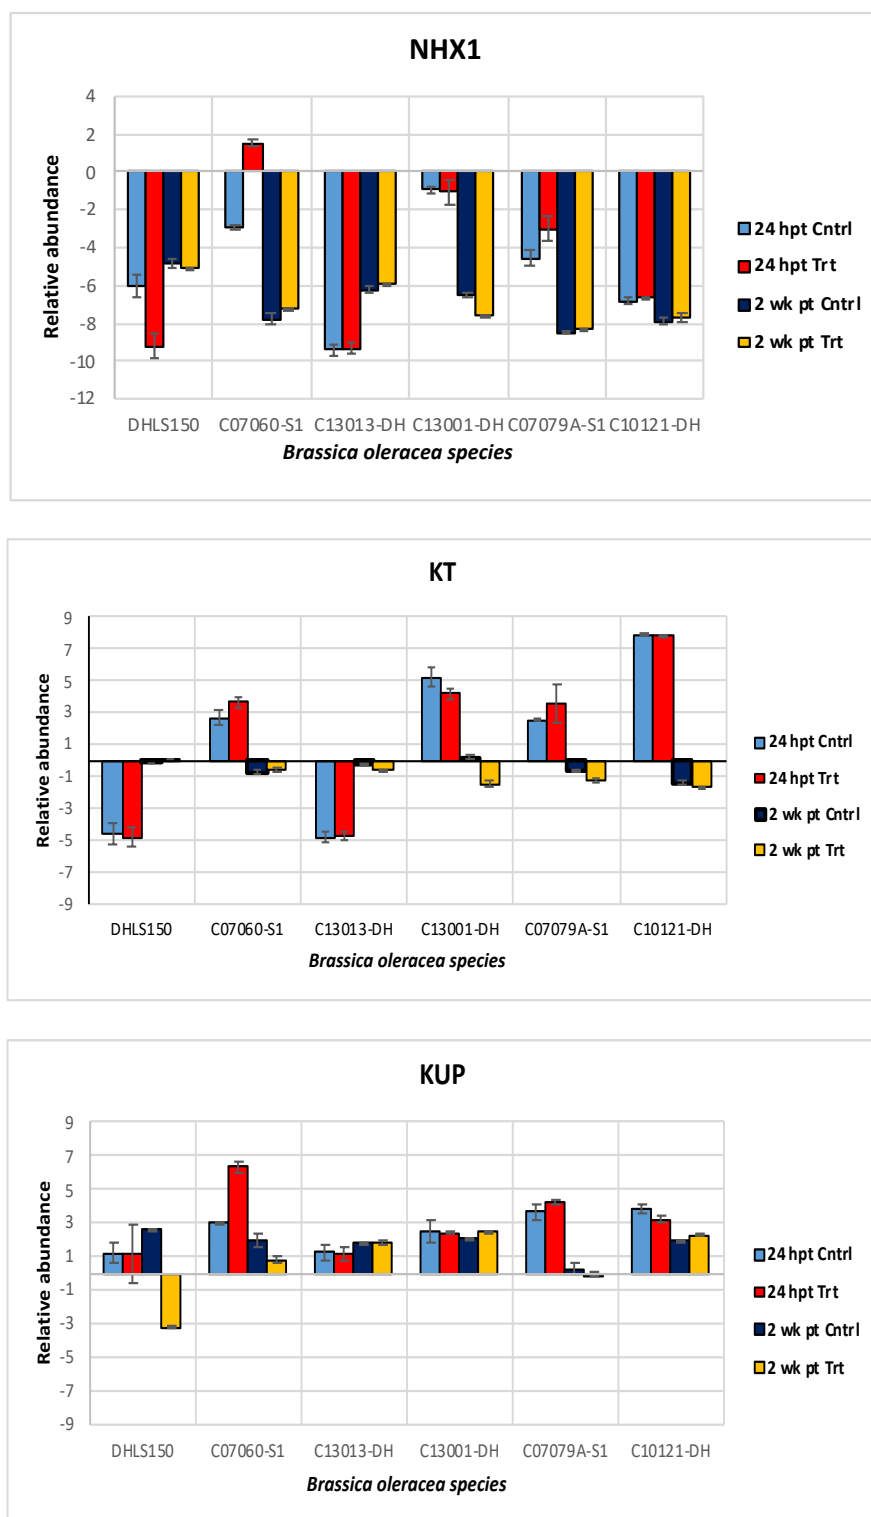 NHX1
4
2
0
-2
-4
-6
-8
-10
-12
Relative abundance
DHLS150 C07060-S1 C13013-DH C13001-DH C07079A-S1 C10121-DH
Brassica oleracea species
24 hpt Cntrl
24 hpt Trt
2 wk pt Cntrl
2 wk pt Trt
KT
9
7
5
3
1
-1
-3
-5
-7
-9
Relative abundance
DHLS150 C07060-S1 C13013-DH C13001-DH C07079A-S1 C10121-DH
Brassica oleracea species
24 hpt Cntrl
24 hpt Trt
2 wk pt Cntrl
2 wk pt Trt
KUP
9
7
5
3
1
-1
-3
-5
-7
-9
Relative abundance
DHLS150 C07060-S1 C13013-DH C13001-DH C07079A-S1 C10121-DH
Brassica oleracea species
24 hpt Cntrl
24 hpt Trt
2 wk pt Cntrl
2 wk pt Trt